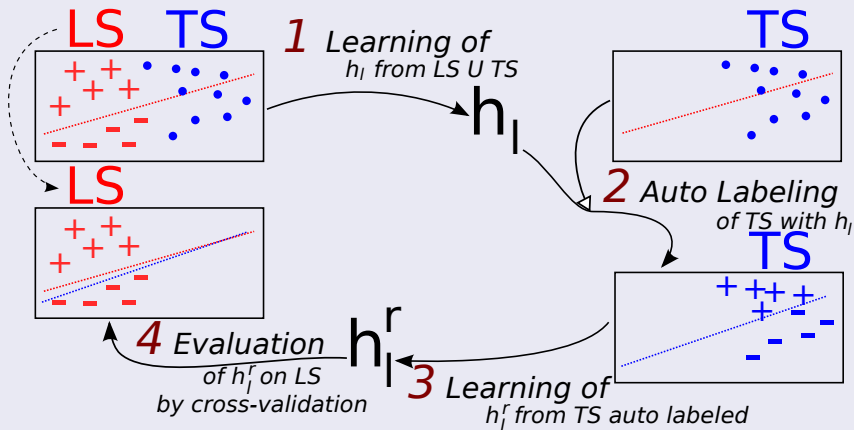 LS TS
1 Learning of
h_l from LS U TS
h_l
TS
2 Auto Labeling
of TS with h_l
LS
TS
4 Evaluation
of h_l^r on LS
by cross-validation
h_l^r
3 Learning of
h_l^r from TS auto labeled